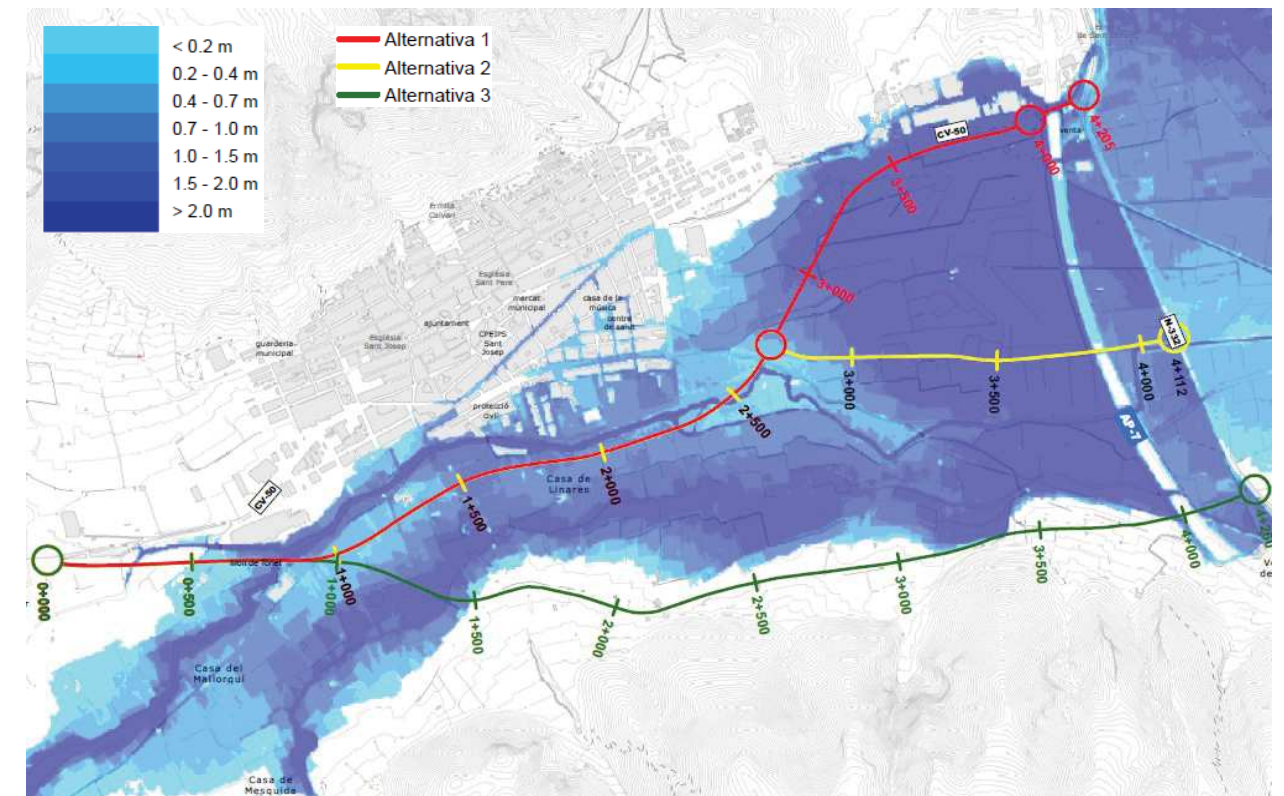 < 0.2 m
0.2 - 0.4 m
0.4 - 0.7 m
0.7 - 1.0 m
1.0 - 1.5 m
1.5 - 2.0 m
> 2.0 m
Alternativa 1
Alternativa 2
Alternativa 3
CV-50
venta
4+205
4+000
3+500
3+000
Ermita
Calvari
Església
Sant Pere
mercat
municipal
casa de la
música
centre
de salut
ajuntament
CPEIPS
Sant
Josep
Església
Sant Josep
guarderia
municipal
protecció
civil
N-332
4+112
4+000
3+500
3+000
2+500
AP-7
Casa de
Linares
2+000
1+500
CV-50
4+200
4+000
3+500
3+000
2+500
2+000
1+500
1+000
1+000
0+500
0+000
Casa del
Mallorquí
Casa de
Mesquida